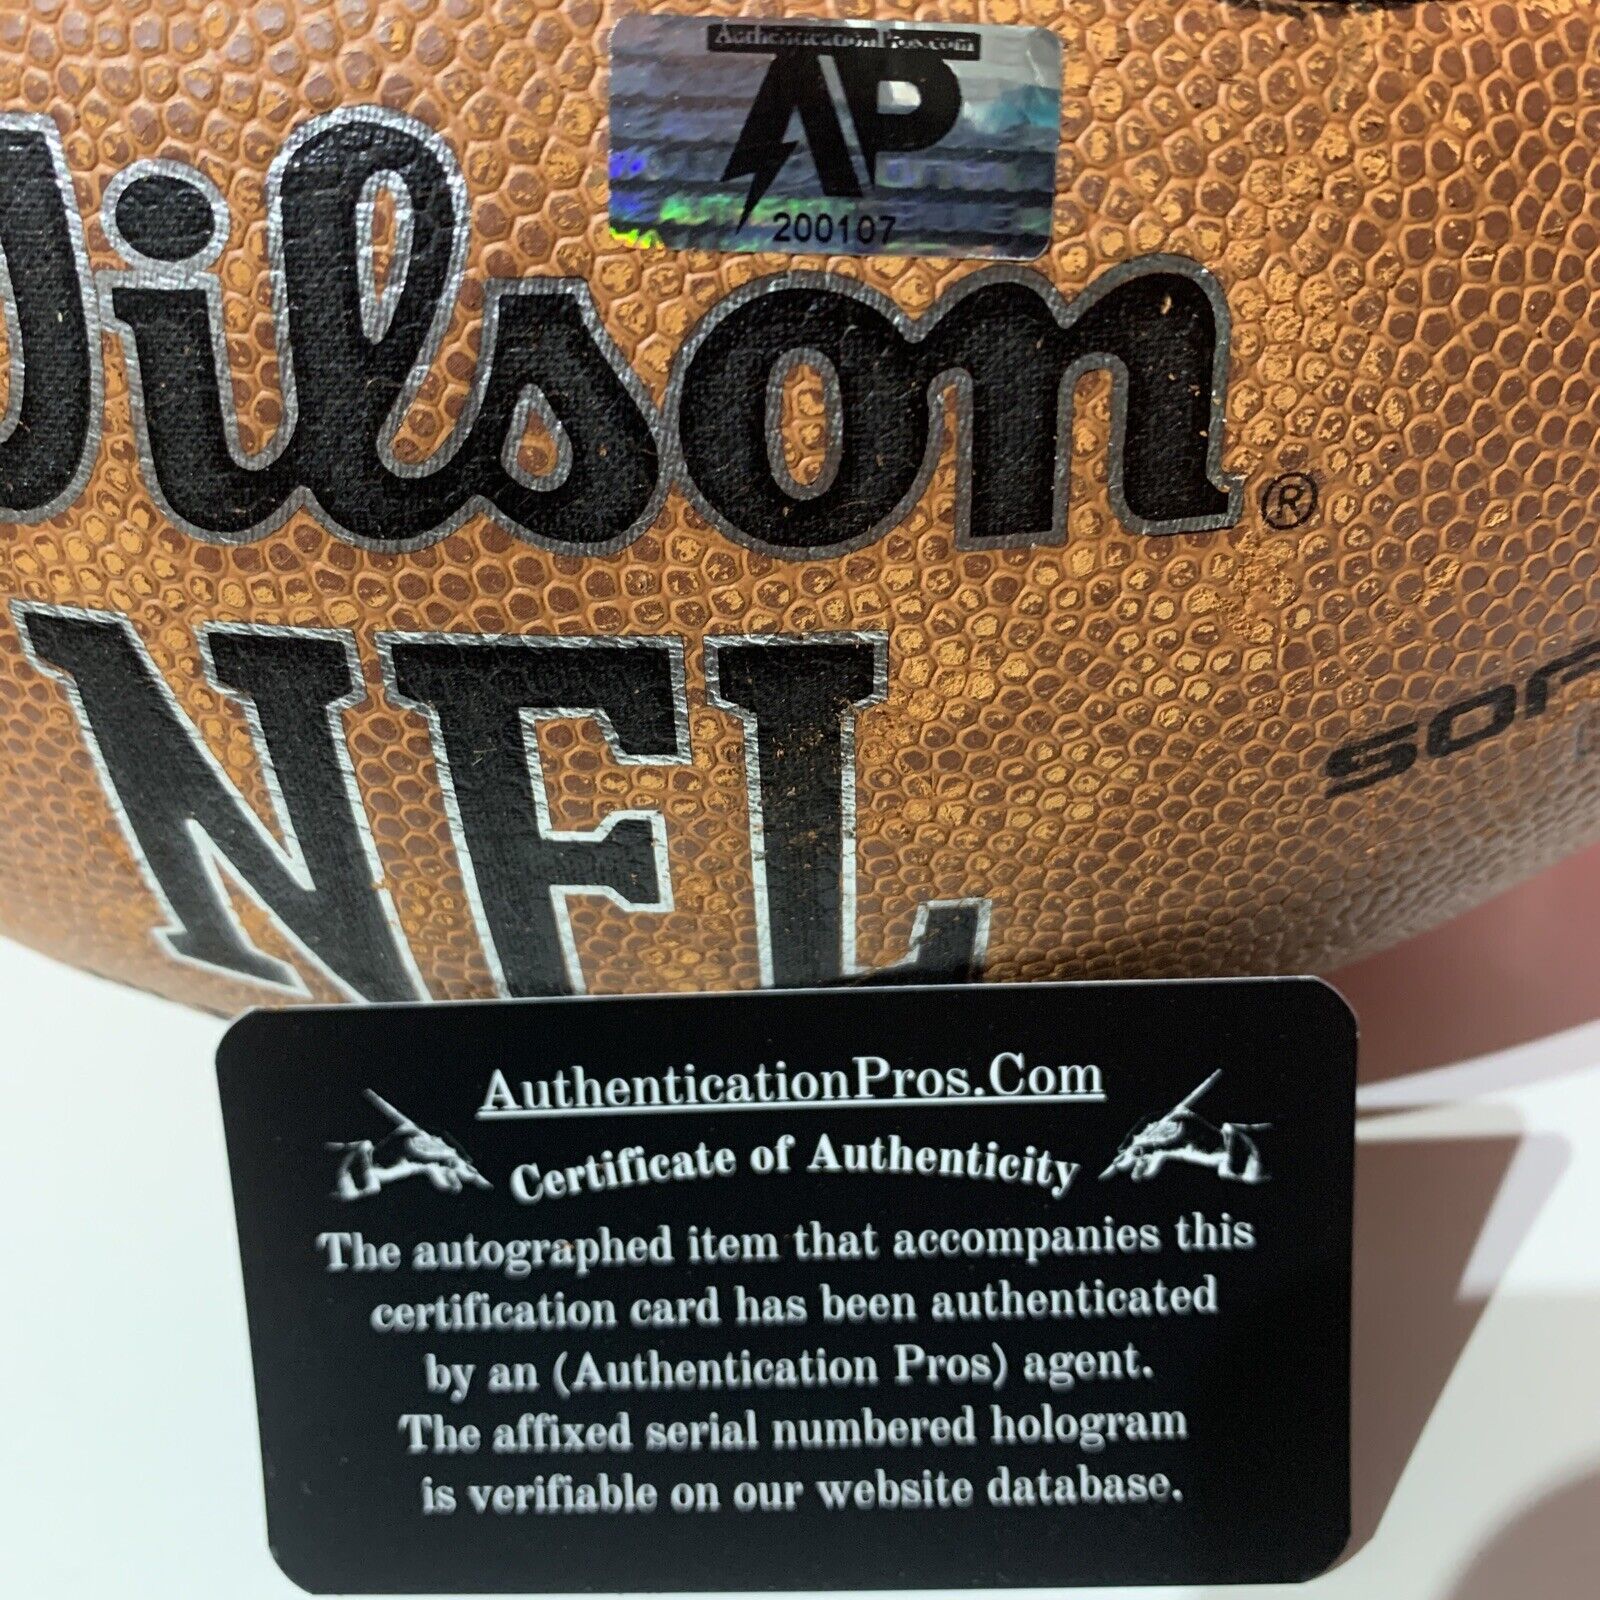 AuthenticationPros.com
AP
200107
Wilson®
NFL
AuthenticationPros.Com
Certificate of Authenticity
The autographed item that accompanies this
certification card has been authenticated
by an (Authentication Pros) agent.
The affixed serial numbered hologram
is verifiable on our website database.